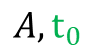 A, t₀